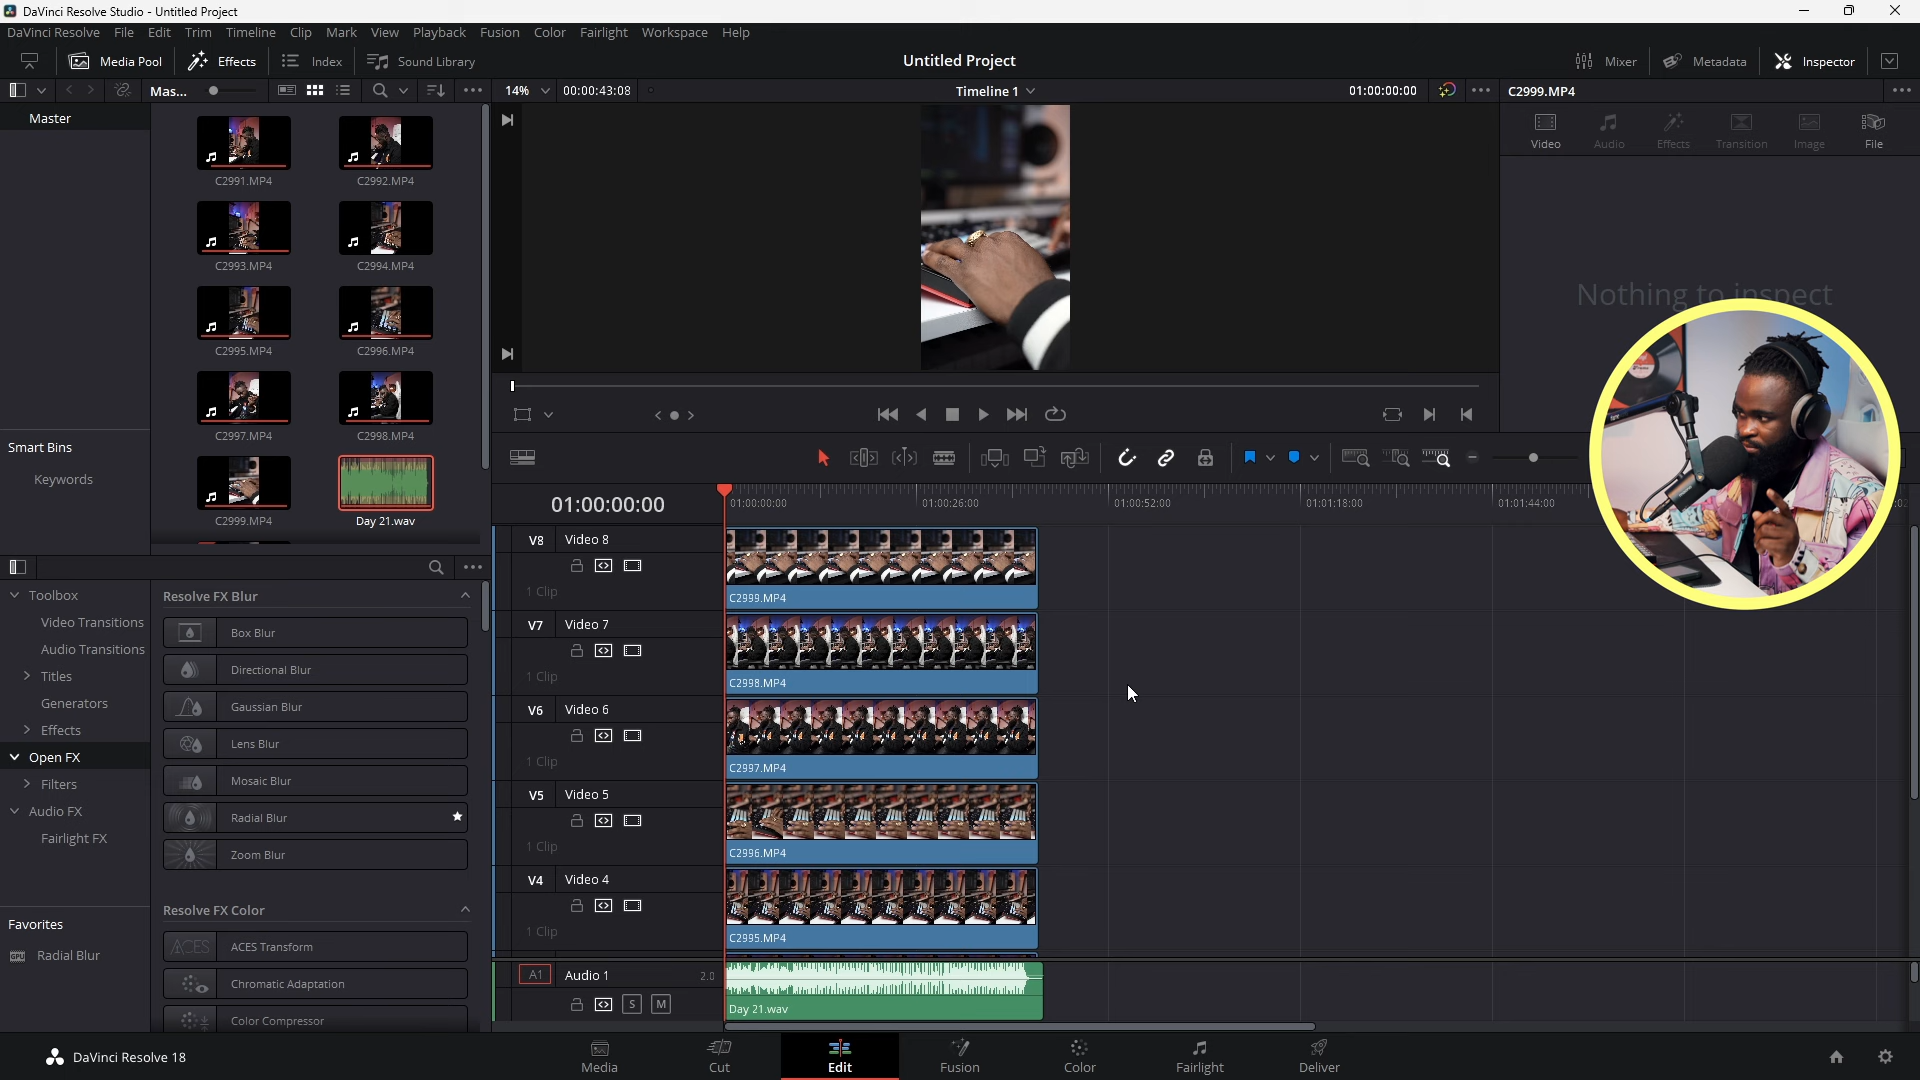 DaVinci Resolve Studio - Untitled Project
DaVinci Resolve File Edit Trim Timeline Clip Mark View Playback Fusion Color Fairlight Workspace Help
Media Pool Effects Index Sound Library Untitled Project Mixer Metadata Inspector
Mas... 14% 00:00:43:08 Timeline 1 01:00:00:00 C2999.MP4
Master
Video Audio Effects Transition Image File
C2991.MP4 C2992.MP4
C2993.MP4 C2994.MP4
Nothing to inspect
C2995.MP4 C2996.MP4
C2997.MP4 C2998.MP4
Smart Bins
Keywords
C2999.MP4 Day 21.wav
01:00:00:00 01:00:00:00 01:00:26:00 01:00:52:00 01:01:18:00 01:01:44:00
V8 Video 8
1 Clip
C2999.MP4
V7 Video 7
1 Clip
C2998.MP4
V6 Video 6
1 Clip
C2997.MP4
V5 Video 5
1 Clip
C2996.MP4
V4 Video 4
1 Clip
C2995.MP4
A1 Audio 1 2.0
S M
Day 21.wav
Toolbox
Video Transitions
Audio Transitions
Titles
Generators
Effects
Open FX
Filters
Audio FX
Fairlight FX
Favorites
Radial Blur
Resolve FX Blur
Box Blur
Directional Blur
Gaussian Blur
Lens Blur
Mosaic Blur
Radial Blur
Zoom Blur
Resolve FX Color
ACES ACES Transform
Chromatic Adaptation
Color Compressor
DaVinci Resolve 18
Media Cut Edit Fusion Color Fairlight Deliver